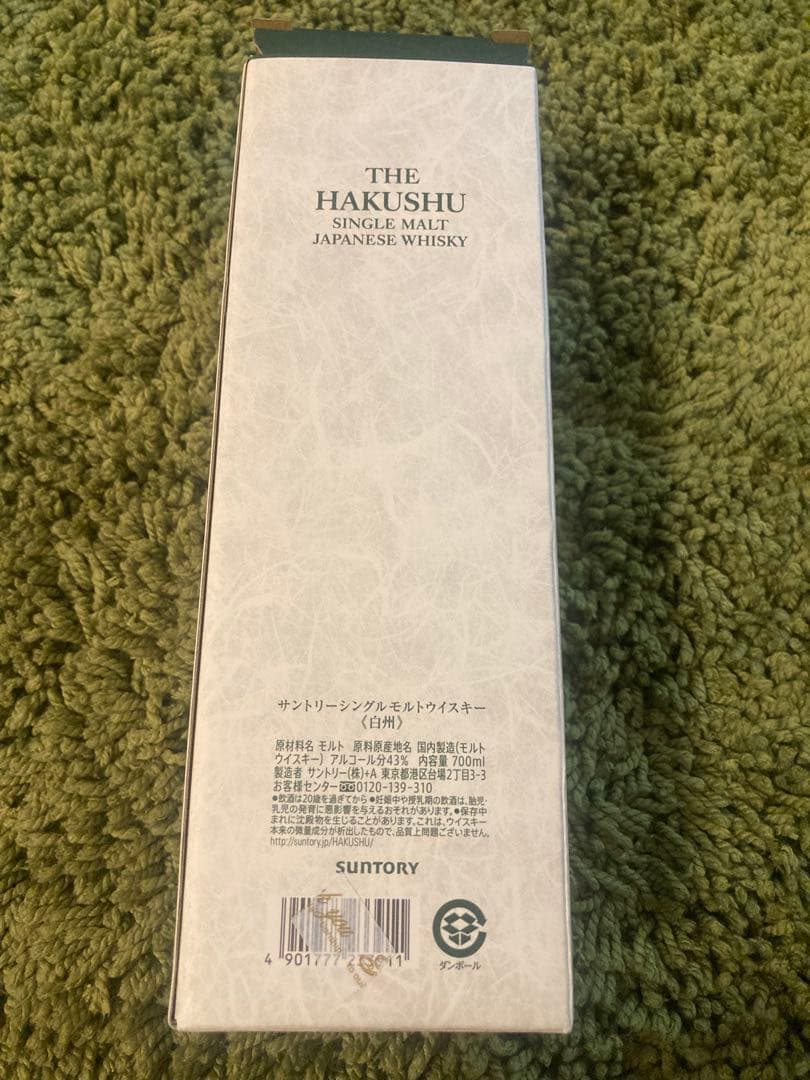 THE
HAKUSHU
SINGLE MALT
JAPANESE WHISKY
サントリーシングルモルトウイスキー
《白州》
原材料名 モルト 原料原産地名 国内製造(モルト
ウイスキー) アルコール分43% 内容量 700ml
製造者 サントリー(株)+A 東京都港区台場2丁目3-3
お客様センター 0120-139-310
●飲酒は20歳を過ぎてから ●妊娠中や授乳期の飲酒は、胎児・
乳児の発育に悪影響を与えるおそれがあります。●保存中
まれに沈殿物を生じることがあります。これは、ウイスキー
本来の微量成分が析出したもので、品質上問題ございません。
http://suntory.jp/HAKUSHU/
SUNTORY
4 901777
ダンボール